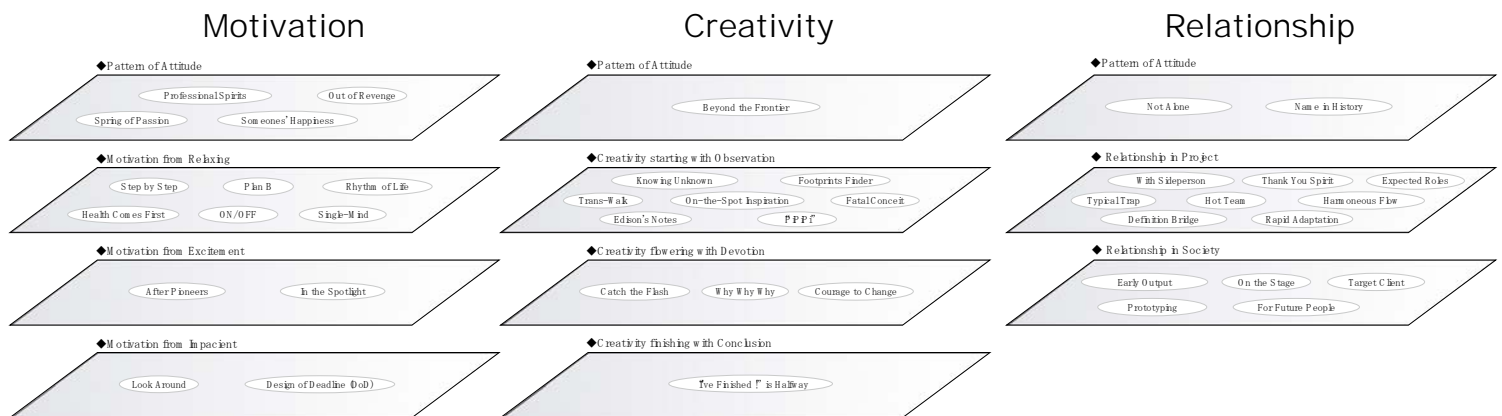 Motivation
◆Pattern of Attitude
Professional Spirits
Out of Revenge
Spring of Passion
Someones' Happiness
◆Motivation from Relaxing
Step by Step
Plan B
Rhythm of Life
Health Comes First
ON/OFF
Single-Mind
◆Motivation from Excitement
After Pioneers
In the Spotlight
◆Motivation from Impacient
Look Around
Design of Deadline (DoD)
Creativity
◆Pattern of Attitude
Beyond the Frontier
◆Creativity starting with Observation
Knowing Unknown
Footprints Finder
Trans-Walk
On-the-Spot Inspiration
Fatal Conceit
Edison's Notes
◆Creativity flowering with Devotion
Catch the Flash
Why Why Why
Courage to Change
◆Creativity finishing with Conclusion
"I've Finished !" is Halfway
Relationship
◆Pattern of Attitude
Not Alone
Name in History
◆ Relationship in Project
With Sideperson
Thank You Spirit
Expected Roles
Typical Trap
Hot Team
Harmoneous Flow
Definition Bridge
Rapid Adaptation
◆ Relationship in Society
Early Output
On the Stage
Target Client
Prototyping
For Future People